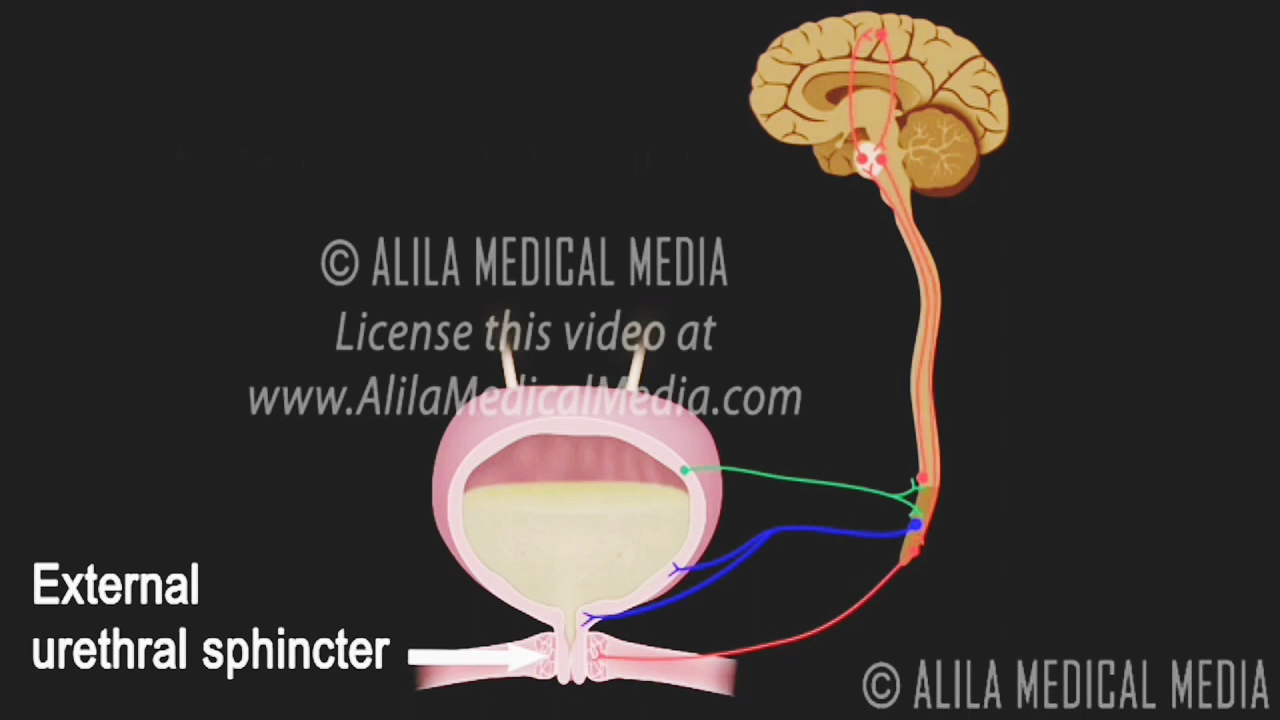 © ALILA MEDICAL MEDIA
License this video at
www.AlilaMedicalMedia.com
External
urethral sphincter
© ALILA MEDICAL MEDIA